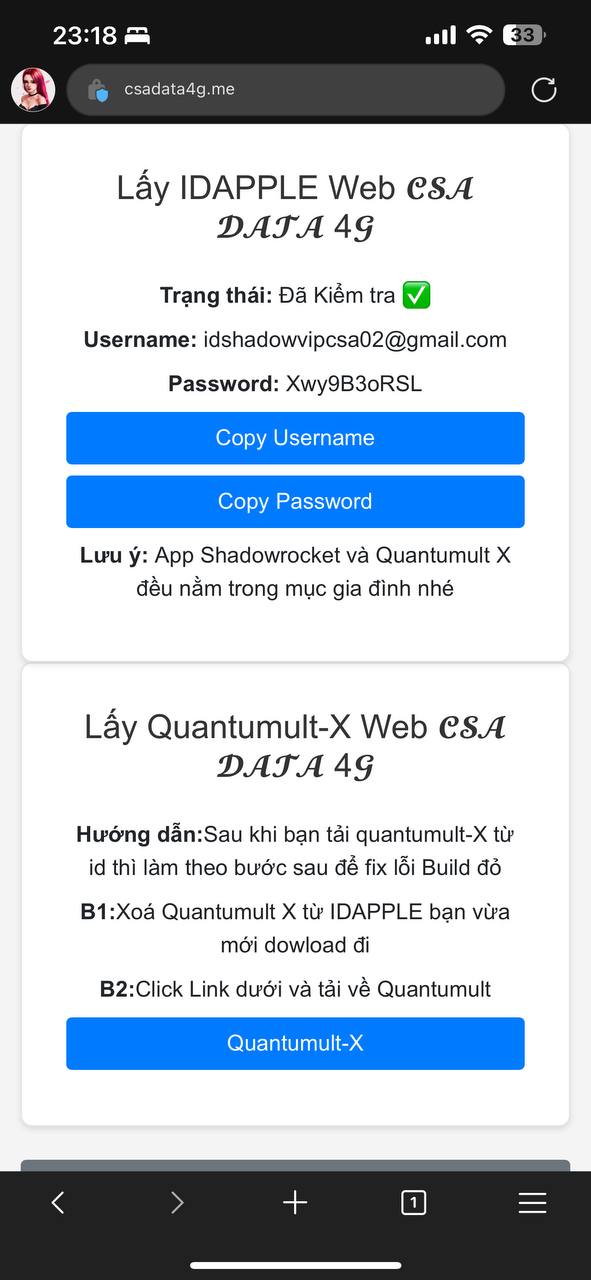 23:18
33
csadata4g.me
Lấy IDAPPLE Web 𝓒𝓢𝓐
𝓓𝓐𝓣𝓐 4𝓖
Trạng thái: Đã Kiểm tra ✅
Username: idshadowvipcsa02@gmail.com
Password: Xwy9B3oRSL
Copy Username
Copy Password
Lưu ý: App Shadowrocket và Quantumult X
đều nằm trong mục gia đình nhé
Lấy Quantumult-X Web 𝓒𝓢𝓐
𝓓𝓐𝓣𝓐 4𝓖
Hướng dẫn:Sau khi bạn tải quantumult-X từ
id thì làm theo bước sau để fix lỗi Build đỏ
B1:Xoá Quantumult X từ IDAPPLE bạn vừa
mới dowload đi
B2:Click Link dưới và tải về Quantumult
Quantumult-X
1